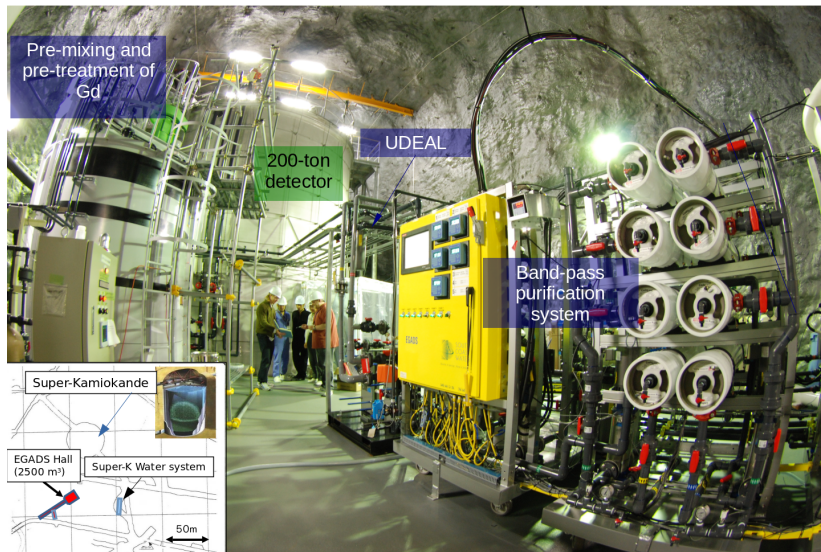 Pre-mixing and
pre-treatment of
Gd
200-ton
detector
UDEAL
Band-pass
purification
system
EGADS
Super-Kamiokande
EGADS Hall
(2500 m³)
Super-K Water system
50m